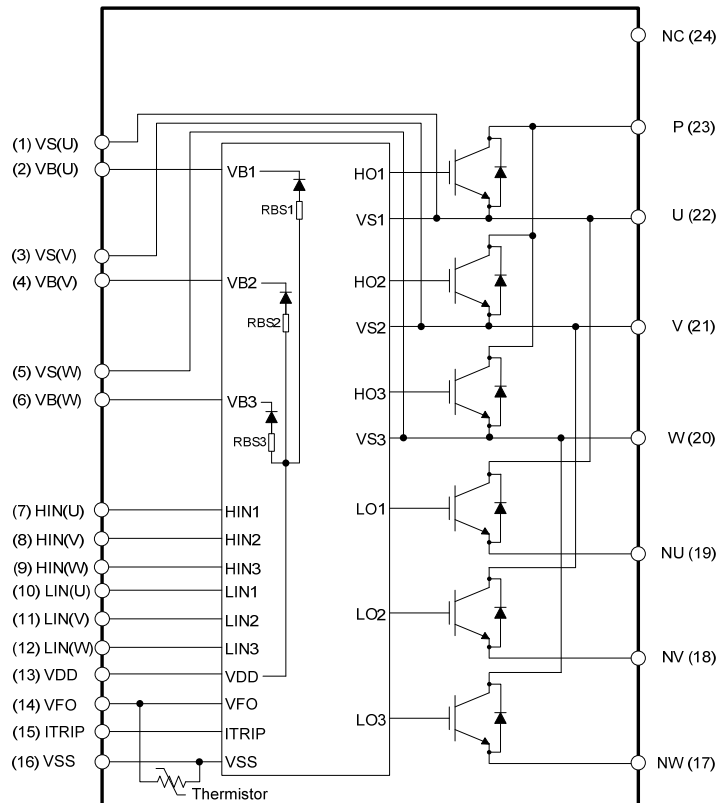 NC (24)
P (23)
(1) VS(U)
(2) VB(U)
VB1
HO1
RBS1
VS1
U (22)
(3) VS(V)
(4) VB(V)
VB2
HO2
RBS2
VS2
V (21)
(5) VS(W)
(6) VB(W)
VB3
HO3
RBS3
VS3
W (20)
(7) HIN(U)
HIN1
LO1
(8) HIN(V)
HIN2
NU (19)
(9) HIN(W)
HIN3
(10) LIN(U)
LIN1
(11) LIN(V)
LIN2
LO2
(12) LIN(W)
LIN3
NV (18)
(13) VDD
VDD
(14) VFO
VFO
LO3
(15) ITRIP
ITRIP
(16) VSS
VSS
NW (17)
Thermistor